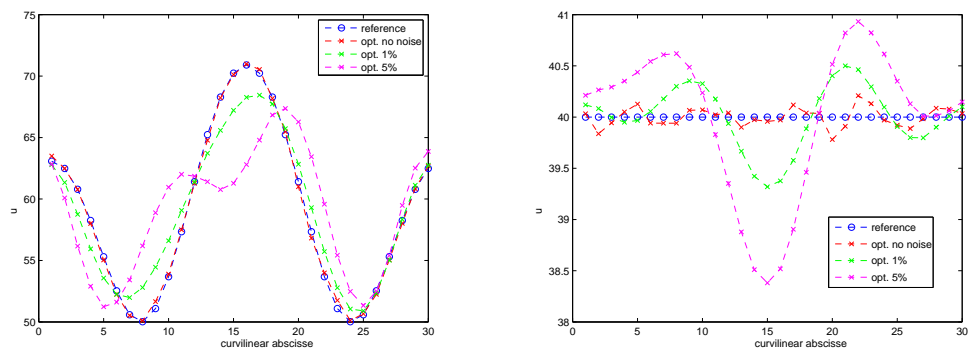 75
70
65
60
55
50
u
0
5
10
15
20
25
30
curvilinear abscisse
reference
opt. no noise
opt. 1%
opt. 5%
41
40.5
40
39.5
39
38.5
38
u
0
5
10
15
20
25
30
curvilinear abscisse
reference
opt. no noise
opt. 1%
opt. 5%